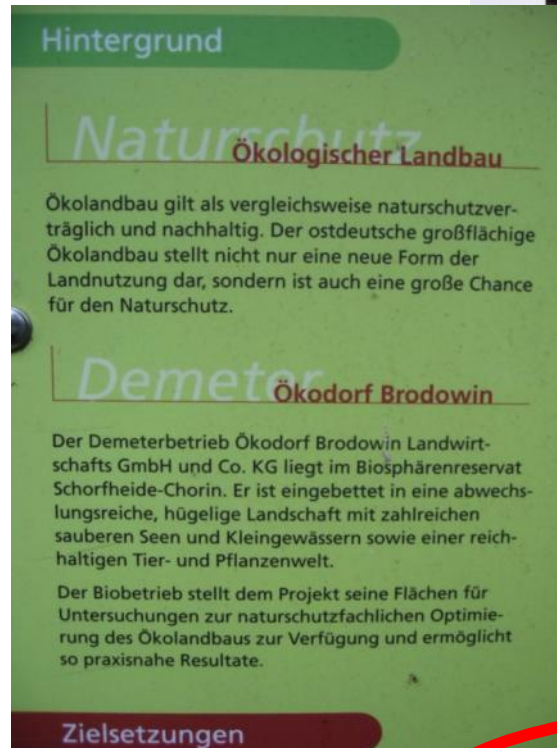 Hintergrund
Naturschutz
Ökologischer Landbau
Ökolandbau gilt als vergleichsweise naturschutzver-
träglich und nachhaltig. Der ostdeutsche großflächige
Ökolandbau stellt nicht nur eine neue Form der
Landnutzung dar, sondern ist auch eine große Chance
für den Naturschutz.
Demeter
Ökodorf Brodowin
Der Demeterbetrieb Ökodorf Brodowin Landwirt-
schafts GmbH und Co. KG liegt im Biosphärenreservat
Schorfheide-Chorin. Er ist eingebettet in eine abwechs-
lungsreiche, hügelige Landschaft mit zahlreichen
sauberen Seen und Kleingewässern sowie einer reich-
haltigen Tier- und Pflanzenwelt.
Der Biobetrieb stellt dem Projekt seine Flächen für
Untersuchungen zur naturschutzfachlichen Optimie-
rung des Ökolandbaus zur Verfügung und ermöglicht
so praxisnahe Resultate.
Zielsetzungen